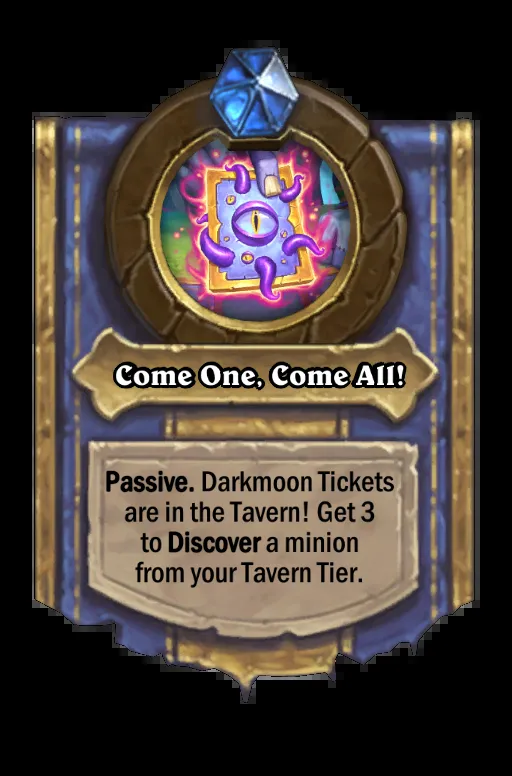 Come One, Come All!
Passive. Darkmoon Tickets
are in the Tavern! Get 3
to Discover a minion
from your Tavern Tier.